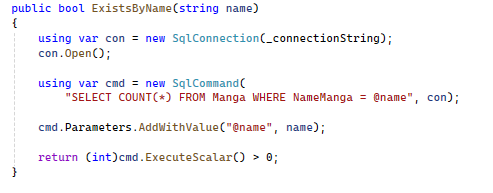 public bool ExistsByName(string name)
{
    using var con = new SqlConnection(_connectionString);
    con.Open();

    using var cmd = new SqlCommand(
        "SELECT COUNT(*) FROM Manga WHERE NameManga = @name", con);

    cmd.Parameters.AddWithValue("@name", name);

    return (int)cmd.ExecuteScalar() > 0;
}